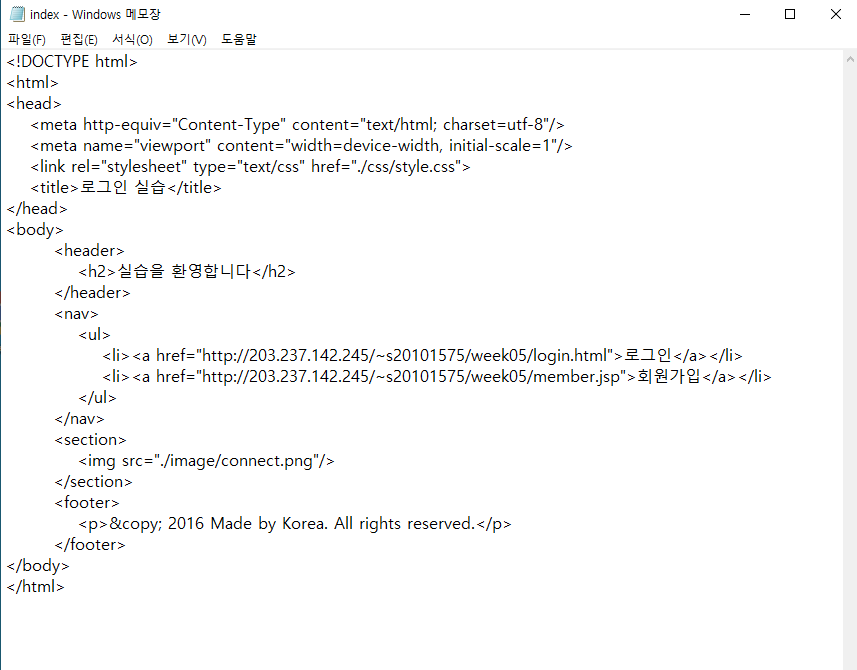 index - Windows 메모장
파일(F) 편집(E) 서식(O) 보기(V) 도움말
<!DOCTYPE html>
<html>
<head>
<meta http-equiv="Content-Type" content="text/html; charset=utf-8"/>
<meta name="viewport" content="width=device-width, initial-scale=1"/>
<link rel="stylesheet" type="text/css" href="./css/style.css">
<title>로그인 실습</title>
</head>
<body>
<header>
<h2>실습을 환영합니다</h2>
</header>
<nav>
<ul>
<li><a href="http://203.237.142.245/~s20101575/week05/login.html">로그인</a></li>
<li><a href="http://203.237.142.245/~s20101575/week05/member.jsp">회원가입</a></li>
</ul>
</nav>
<section>
<img src="./image/connect.png"/>
</section>
<footer>
<p>&copy; 2016 Made by Korea. All rights reserved.</p>
</footer>
</body>
</html>